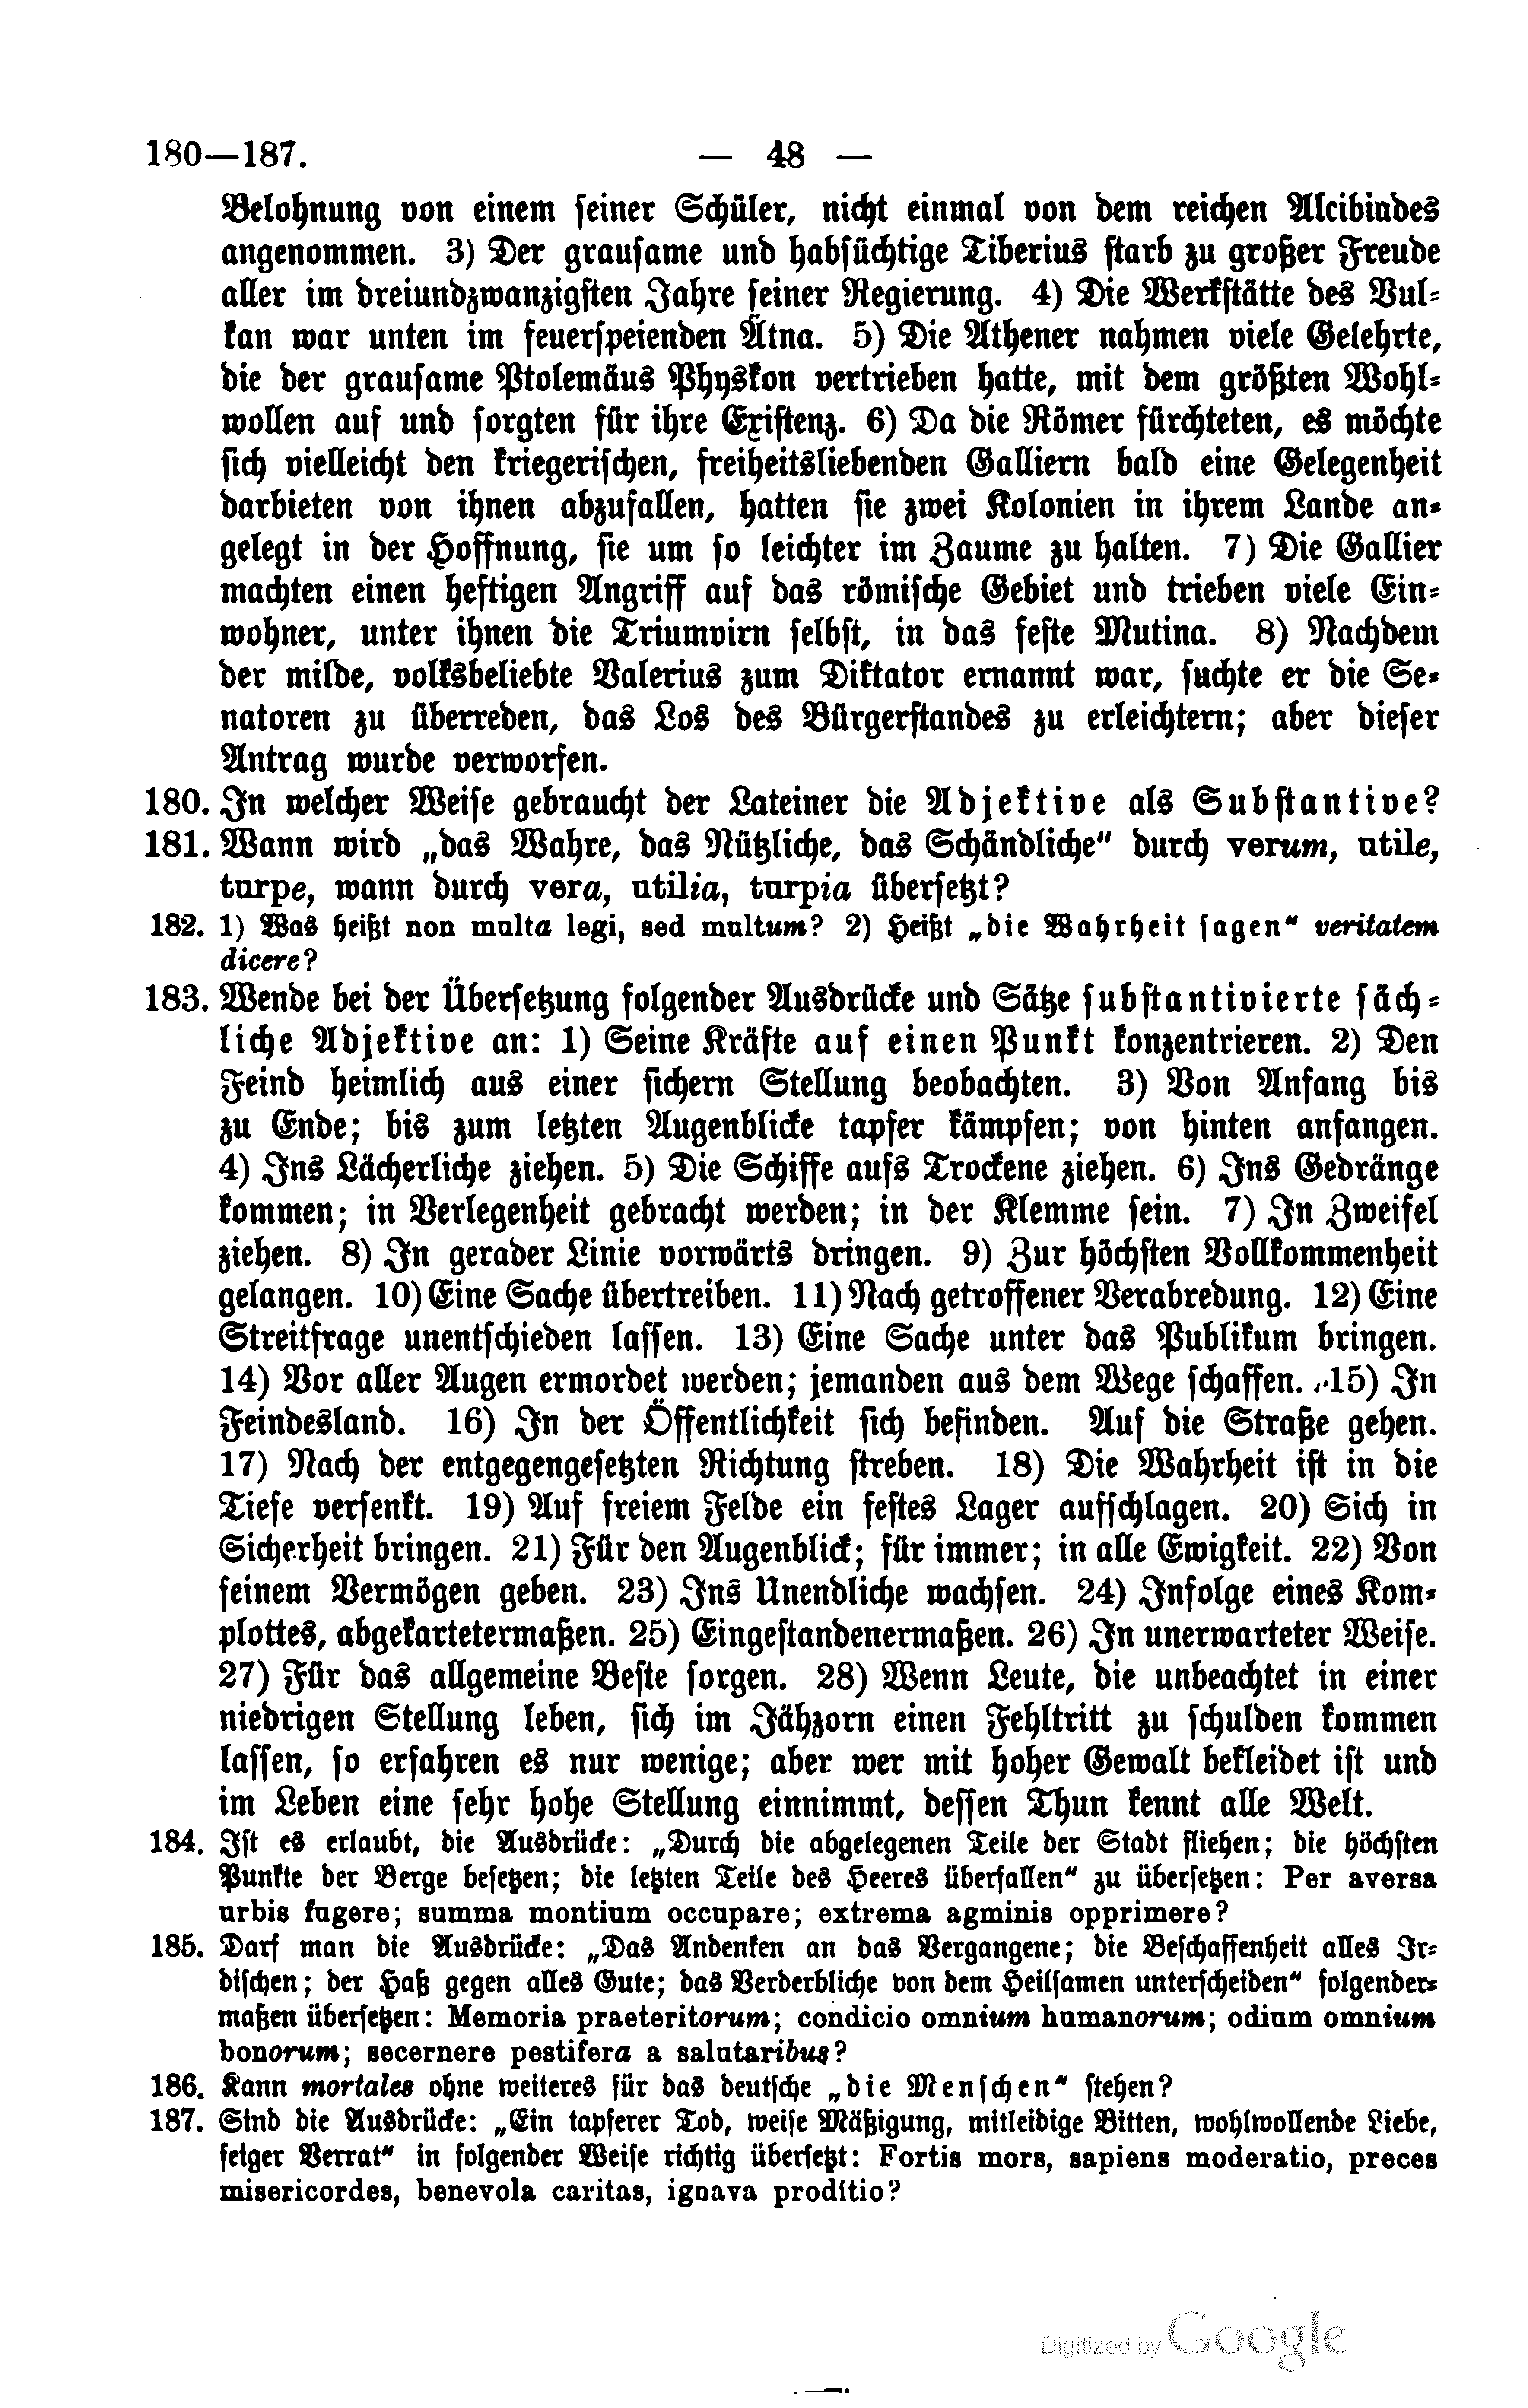 180—187. — 48 —
Belohnung von einem seiner Schüler, nicht einmal von dem reichen Alcibiades
angenommen. 3) Der grausame und habsüchtige Tiberius starb zu großer Freude
aller im dreiundzwanzigsten Jahre seiner Regierung. 4) Die Werkstätte des Vul-
kan war unten im feuerspeienden Ätna. 5) Die Athener nahmen viele Gelehrte,
die der grausame Ptolemäus Physkon vertrieben hatte, mit dem größten Wohl-
wollen auf und sorgten für ihre Existenz. 6) Da die Römer fürchteten, es möchte
sich vielleicht den kriegerischen, freiheitsliebenden Galliern bald eine Gelegenheit
darbieten von ihnen abzufallen, hatten sie zwei Kolonien in ihrem Lande an-
gelegt in der Hoffnung, sie um so leichter im Zaume zu halten. 7) Die Gallier
machten einen heftigen Angriff auf das römische Gebiet und trieben viele Ein-
wohner, unter ihnen die Triumvirn selbst, in das feste Mutina. 8) Nachdem
der milde, volksbeliebte Valerius zum Diktator ernannt war, suchte er die Se-
natoren zu überreden, das Los des Bürgerstandes zu erleichtern; aber dieser
Antrag wurde verworfen.
180. In welcher Weise gebraucht der Lateiner die Adjektive als Substantive?
181. Wann wird „das Wahre, das Nützliche, das Schändliche“ durch verum, utile,
turpe, wann durch vera, utilia, turpia übersetzt?
182. 1) Was heißt non multa legi, sed multum? 2) Heißt „die Wahrheit sagen“ veritatem
dicere?
183. Wende bei der Übersetzung folgender Ausdrücke und Sätze substantivierte säch-
liche Adjektive an: 1) Seine Kräfte auf einen Punkt konzentrieren. 2) Den
Feind heimlich aus einer sichern Stellung beobachten. 3) Von Anfang bis
zu Ende; bis zum letzten Augenblicke tapfer kämpfen; von hinten anfangen.
4) Ins Lächerliche ziehen. 5) Die Schiffe aufs Trockene ziehen. 6) Ins Gedränge
kommen; in Verlegenheit gebracht werden; in der Klemme sein. 7) In Zweifel
ziehen. 8) In gerader Linie vorwärts dringen. 9) Zur höchsten Vollkommenheit
gelangen. 10) Eine Sache übertreiben. 11) Nach getroffener Verabredung. 12) Eine
Streitfrage unentschieden lassen. 13) Eine Sache unter das Publikum bringen.
14) Vor aller Augen ermordet werden; jemanden aus dem Wege schaffen. 15) In
Feindesland. 16) In der Öffentlichkeit sich befinden. Auf die Straße gehen.
17) Nach der entgegengesetzten Richtung streben. 18) Die Wahrheit ist in die
Tiefe versenkt. 19) Auf freiem Felde ein festes Lager aufschlagen. 20) Sich in
Sicherheit bringen. 21) Für den Augenblick; für immer; in alle Ewigkeit. 22) Von
seinem Vermögen geben. 23) Ins Unendliche wachsen. 24) Infolge eines Kom-
plottes, abgekartetermaßen. 25) Eingestandenermaßen. 26) In unerwarteter Weise.
27) Für das allgemeine Beste sorgen. 28) Wenn Leute, die unbeachtet in einer
niedrigen Stellung leben, sich im Jähzorn einen Fehltritt zu schulden kommen
lassen, so erfahren es nur wenige; aber wer mit hoher Gewalt bekleidet ist und
im Leben eine sehr hohe Stellung einnimmt, dessen Thun kennt alle Welt.
184. Ist es erlaubt, die Ausdrücke: „Durch die abgelegenen Teile der Stadt fliehen; die höchsten
Punkte der Berge besetzen; die letzten Teile des Heeres überfallen“ zu übersetzen: Per aversa
urbis fugere; summa montium occupare; extrema agminis opprimere?
185. Darf man die Ausdrücke: „Das Andenken an das Vergangene; die Beschaffenheit alles Ir-
dischen; der Haß gegen alles Gute; das Verderbliche von dem Heilsamen unterscheiden“ folgender-
maßen übersetzen: Memoria praeteritorum; condicio omnium humanorum; odium omnium
bonorum; secernere pestifera a salutaribus?
186. Kann mortales ohne weiteres für das deutsche „die Menschen“ stehen?
187. Sind die Ausdrücke: „Ein tapferer Tod, weise Mäßigung, mitleidige Bitten, wohlwollende Liebe,
feiger Verrat“ in folgender Weise richtig übersetzt: Fortis mors, sapiens moderatio, preces
misericordes, benevola caritas, ignava proditio?
Digitized by Google